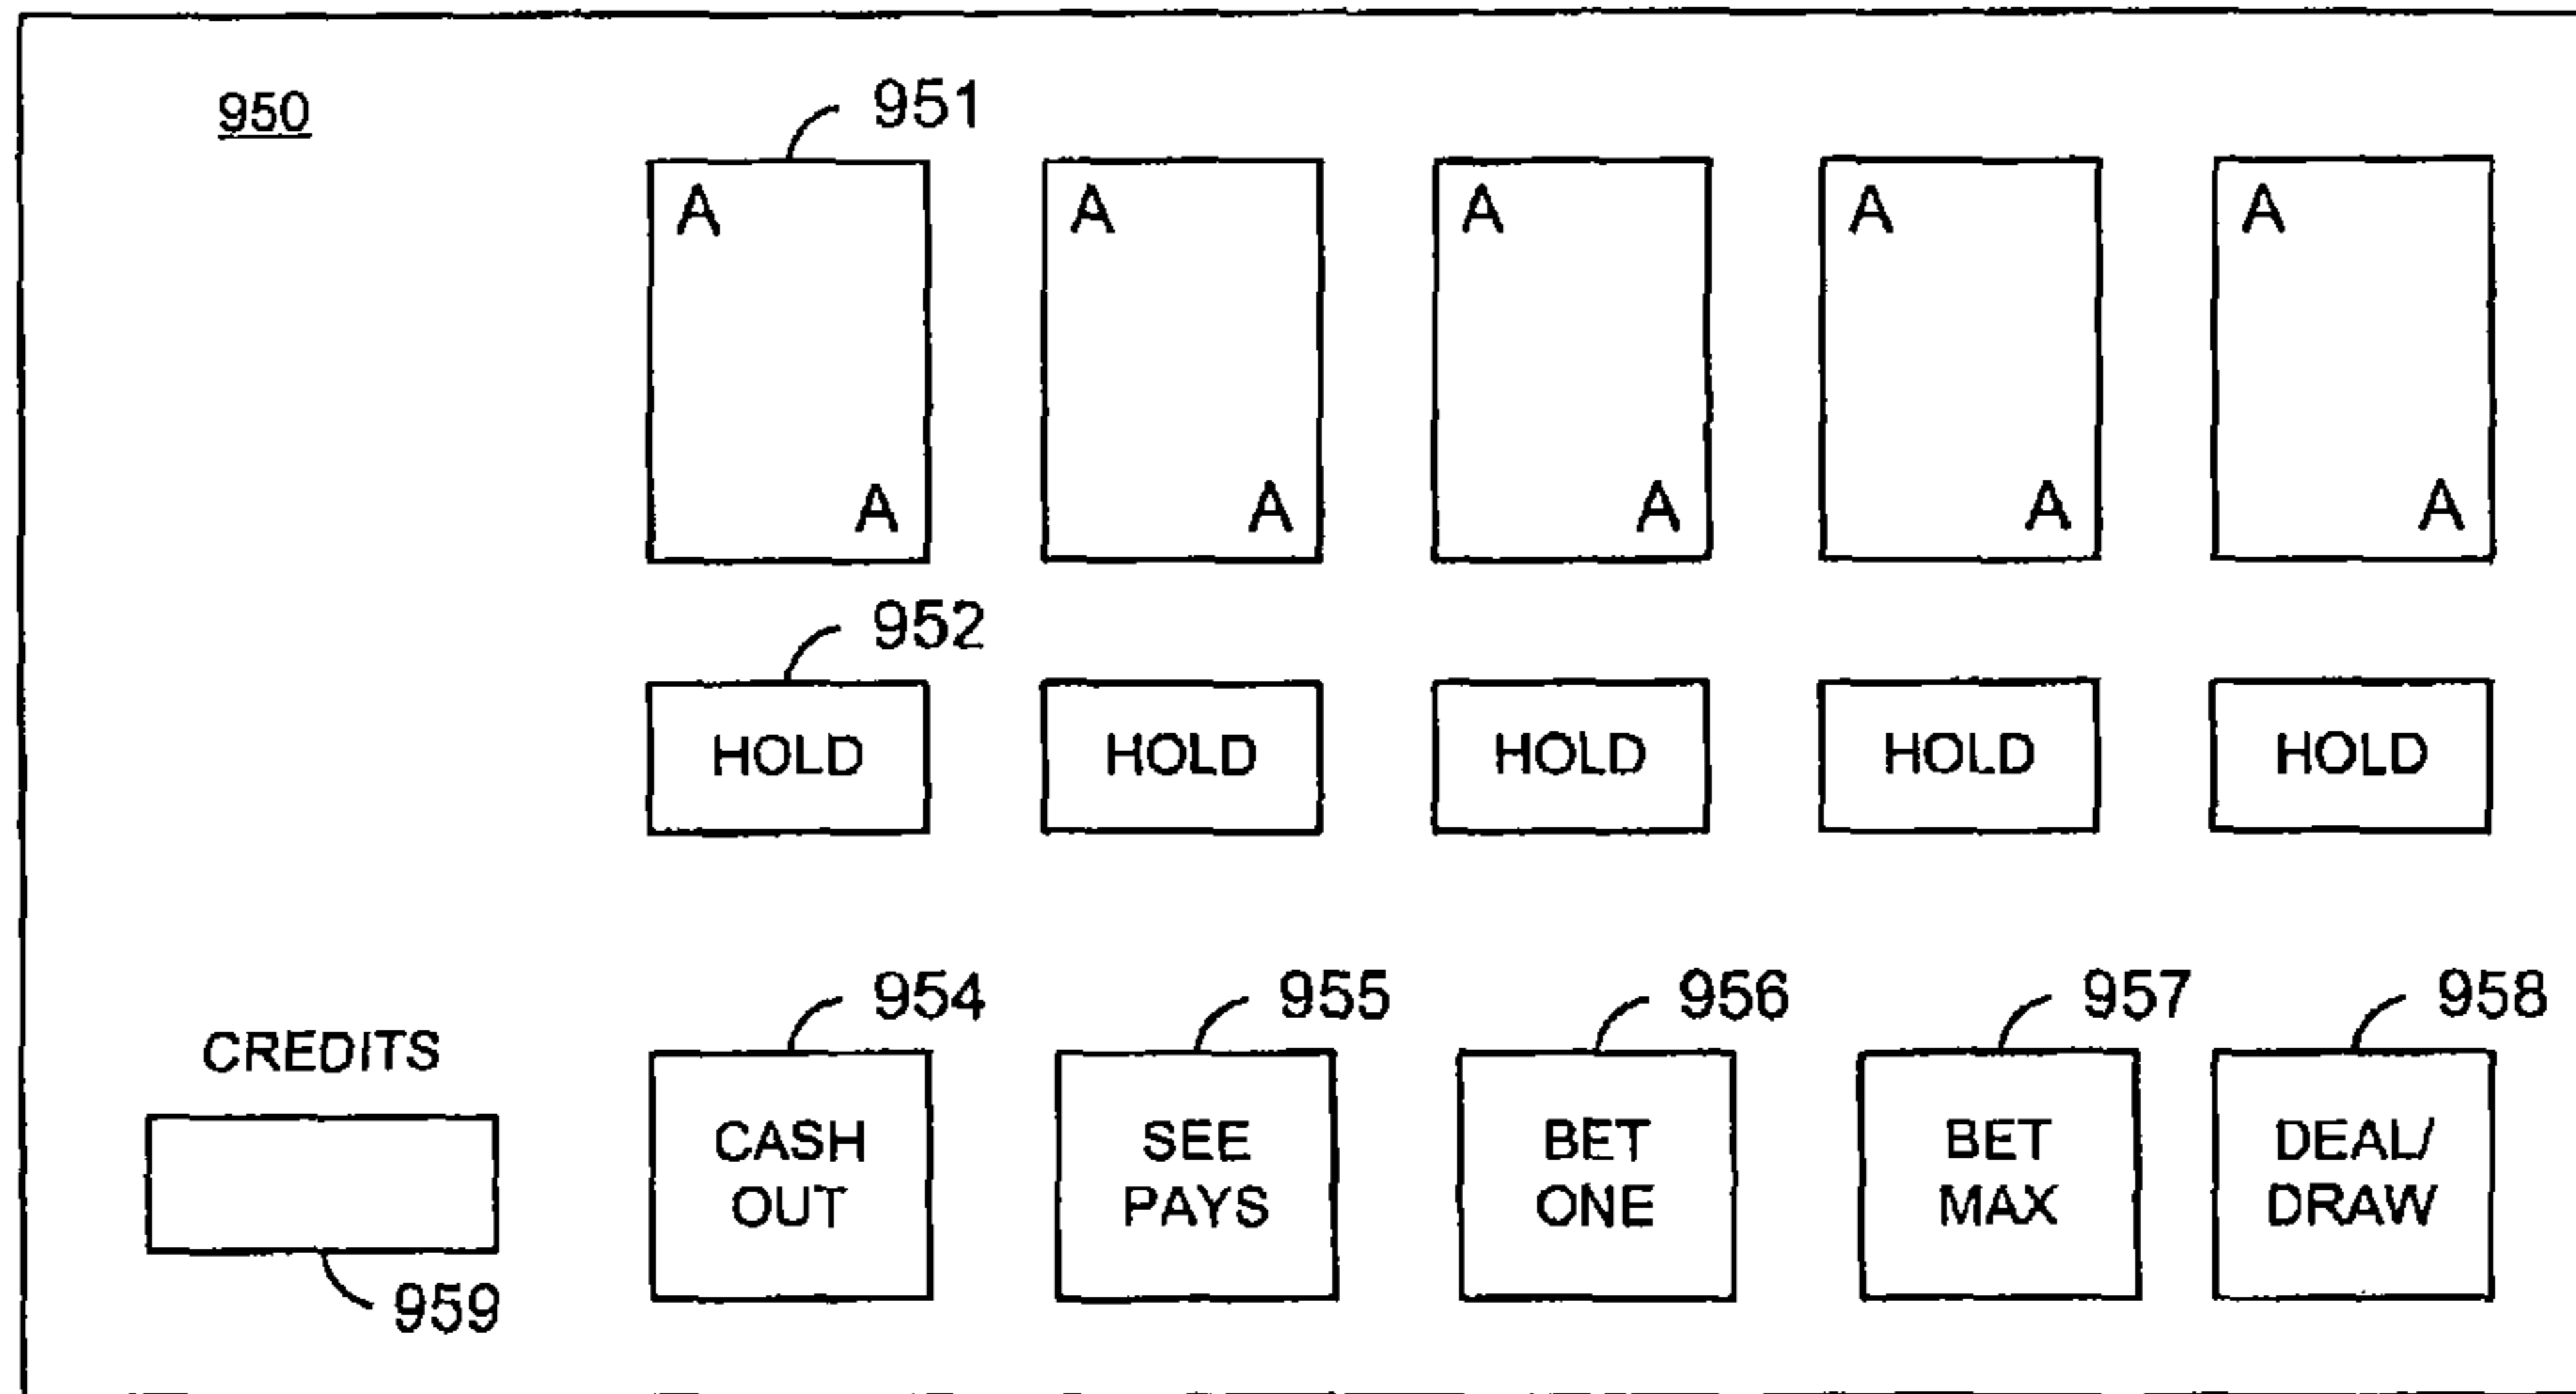 950
951
A A A A A
A A A A A
952
HOLD HOLD HOLD HOLD HOLD
954 955 956 957 958
CREDITS
CASH OUT
SEE PAYS
BET ONE
BET MAX
DEAL/ DRAW
959